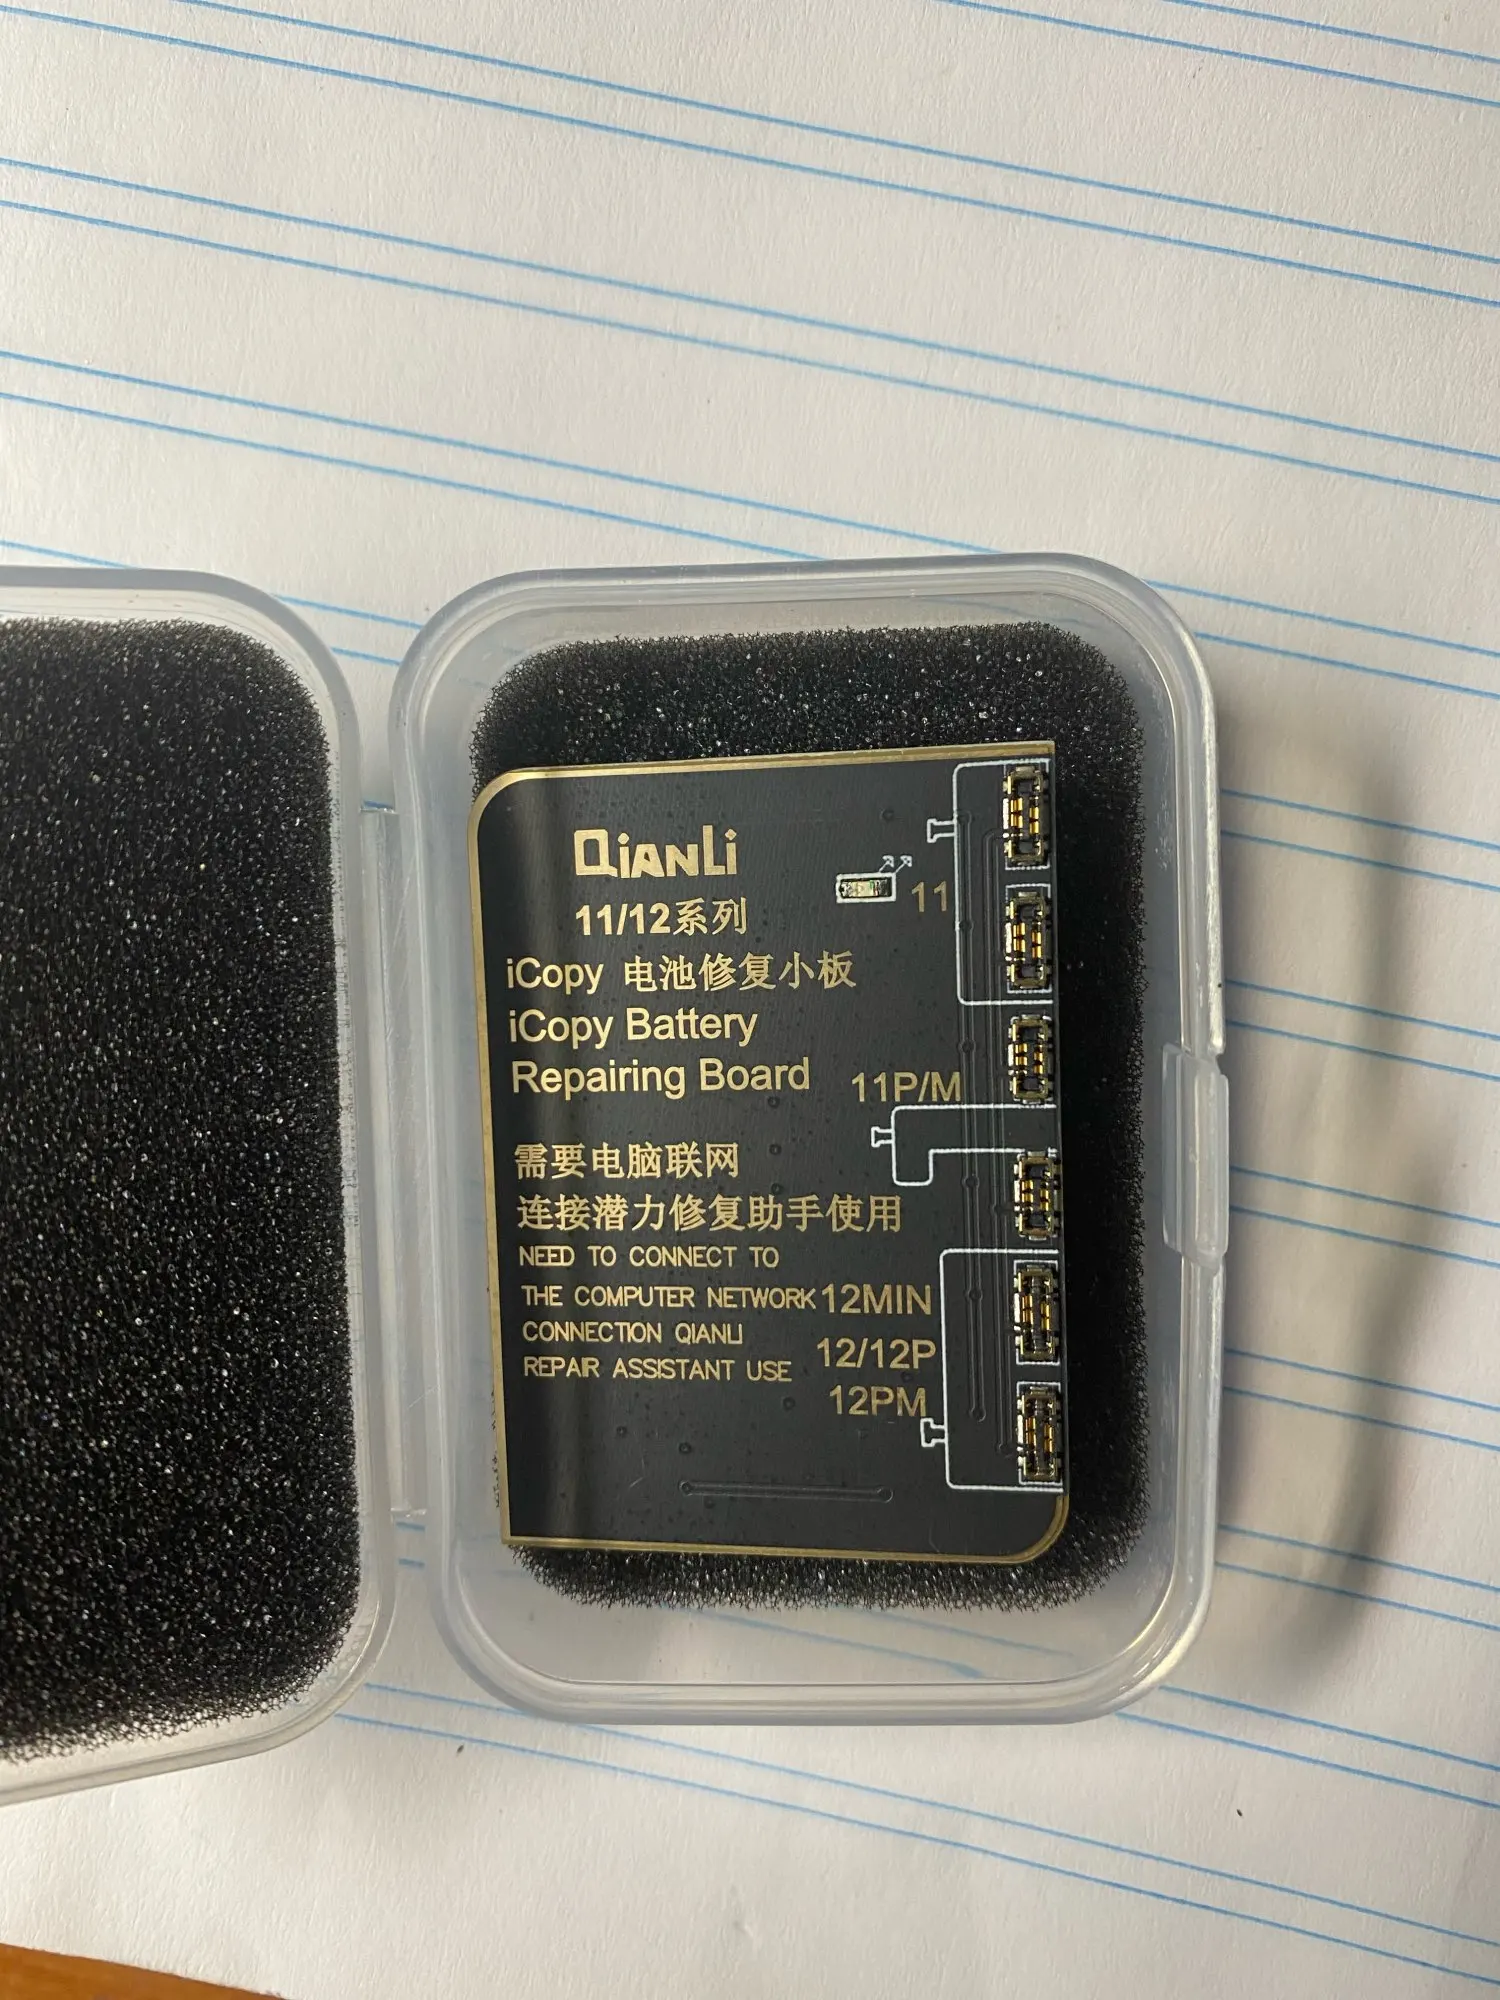 QIANLI
11/12系列
iCopy 电池修复小板
iCopy Battery
Repairing Board
需要电脑联网
连接潜力修复助手使用
NEED TO CONNECT TO
THE COMPUTER NETWORK
CONNECTION QIANLI
REPAIR ASSISTANT USE
11
11P/M
12MIN
12/12P
12PM